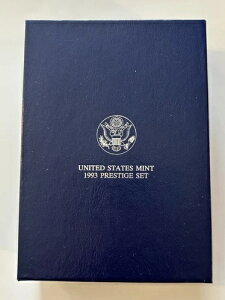 UNITED STATES MINT
1993 PRESTIGE SET